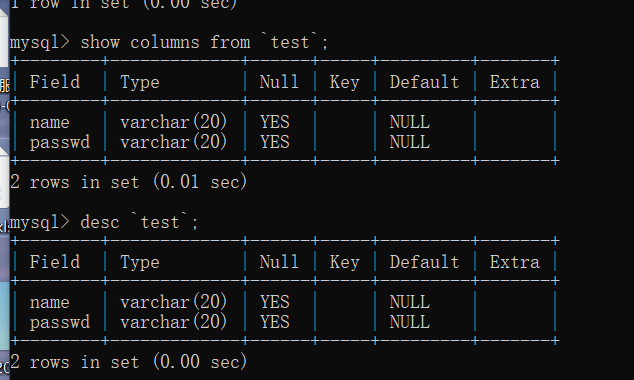 1 row in set (0.00 sec)
mysql> show columns from `test`;
+--------+-------------+------+-----+---------+-------+
| Field  | Type        | Null | Key | Default | Extra |
+--------+-------------+------+-----+---------+-------+
| name   | varchar(20) | YES  |     | NULL    |       |
| passwd | varchar(20) | YES  |     | NULL    |       |
+--------+-------------+------+-----+---------+-------+
2 rows in set (0.01 sec)
mysql> desc `test`;
+--------+-------------+------+-----+---------+-------+
| Field  | Type        | Null | Key | Default | Extra |
+--------+-------------+------+-----+---------+-------+
| name   | varchar(20) | YES  |     | NULL    |       |
| passwd | varchar(20) | YES  |     | NULL    |       |
+--------+-------------+------+-----+---------+-------+
2 rows in set (0.00 sec)